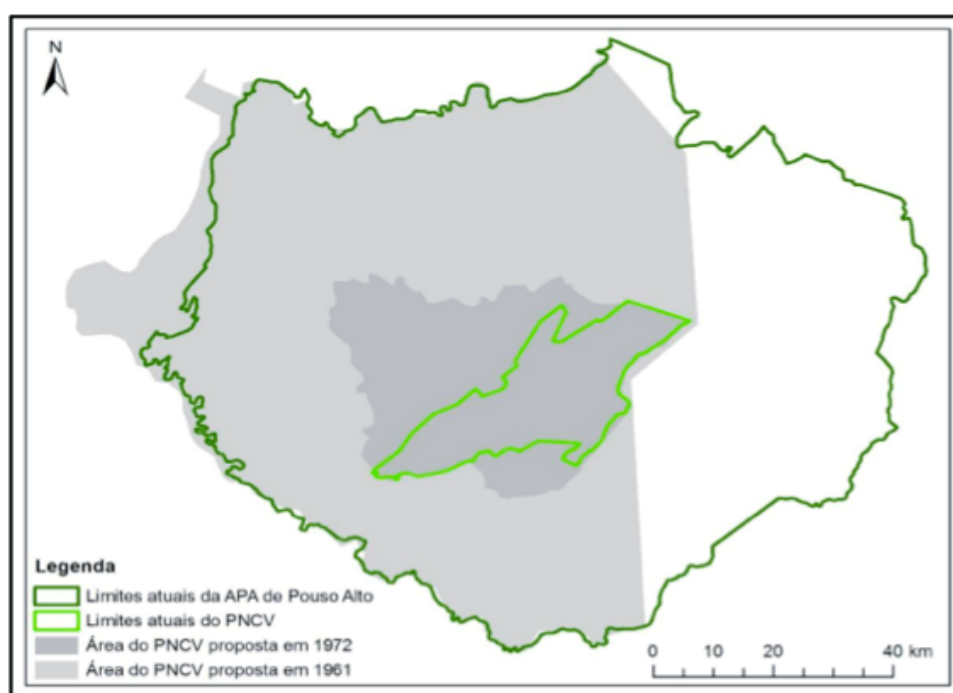 N
Legenda
Limites atuais da APA de Pouso Alto
Limites atuais do PNCV
Área do PNCV proposta em 1972
Área do PNCV proposta em 1961
0 10 20 40 km